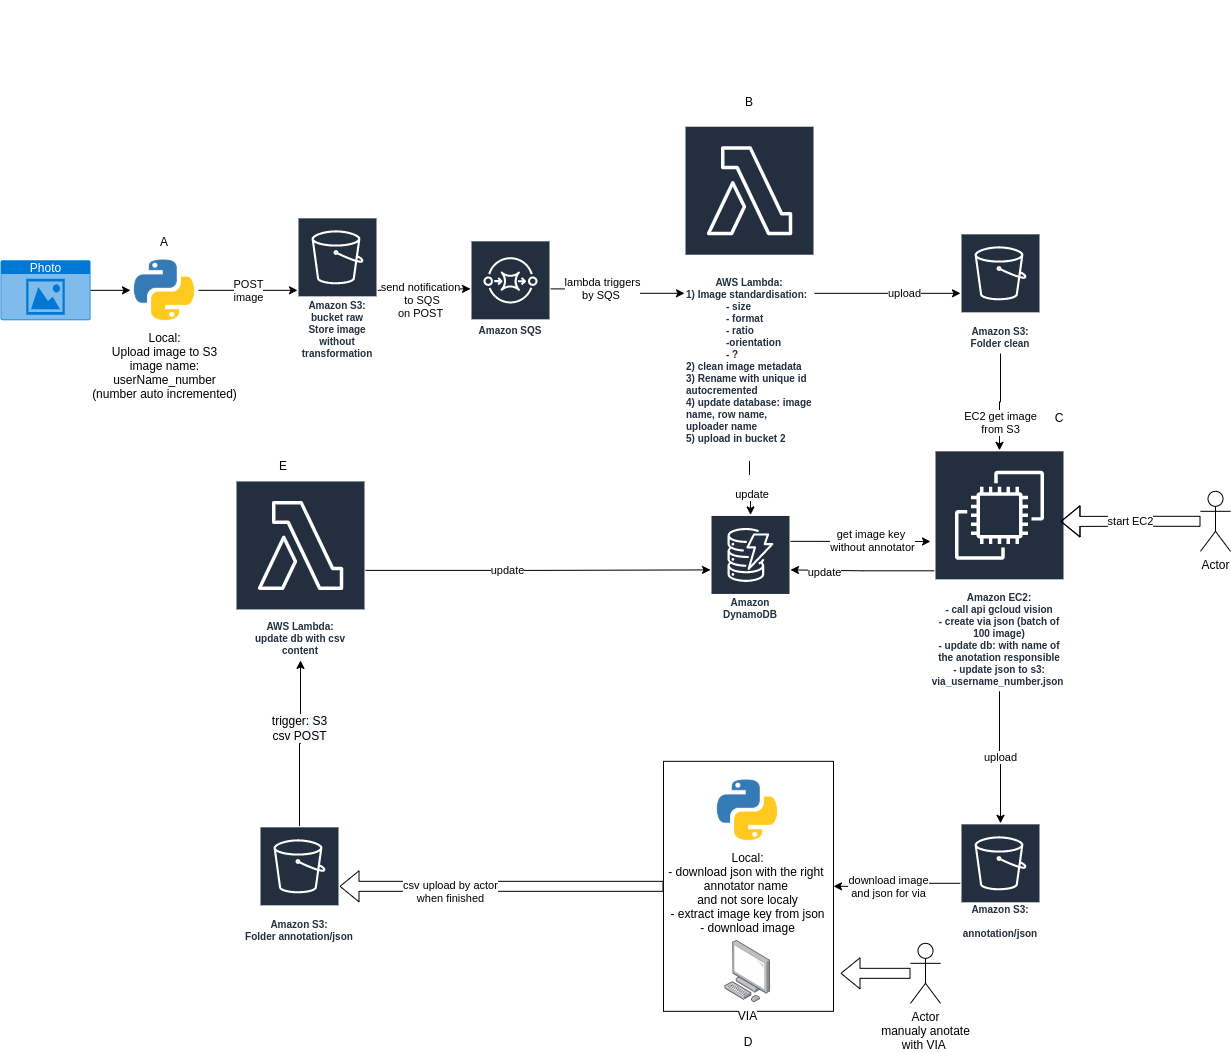 B
Photo
A
Local:
Upload image to S3
image name:
userName_number
(number auto incremented)
POST
image
Amazon S3:
bucket raw
Store image
without
transformation
send notification
to SQS
on POST
Amazon SQS
lambda triggers
by SQS
AWS Lambda:
1) Image standardisation:
- size
- format
- ratio
-orientation
- ?
2) clean image metadata
3) Rename with unique id
autocremented
4) update database: image
name, row name,
uploader name
5) upload in bucket 2
upload
Amazon S3:
Folder clean
EC2 get image
from S3
C
update
E
AWS Lambda:
update db with csv
content
update
Amazon
DynamoDB
get image key
without annotator
update
start EC2
Actor
Amazon EC2:
- call api gcloud vision
- create via json (batch of
100 image)
- update db: with name of
the anotation responsible
- update json to s3:
via_username_number.json
trigger: S3
csv POST
upload
Amazon S3:
Folder annotation/json
csv upload by actor
when finished
Local:
- download json with the right
annotator name
and not sore localy
- extract image key from json
- download image
VIA
D
download image
and json for via
Amazon S3:
annotation/json
Actor
manualy anotate
with VIA